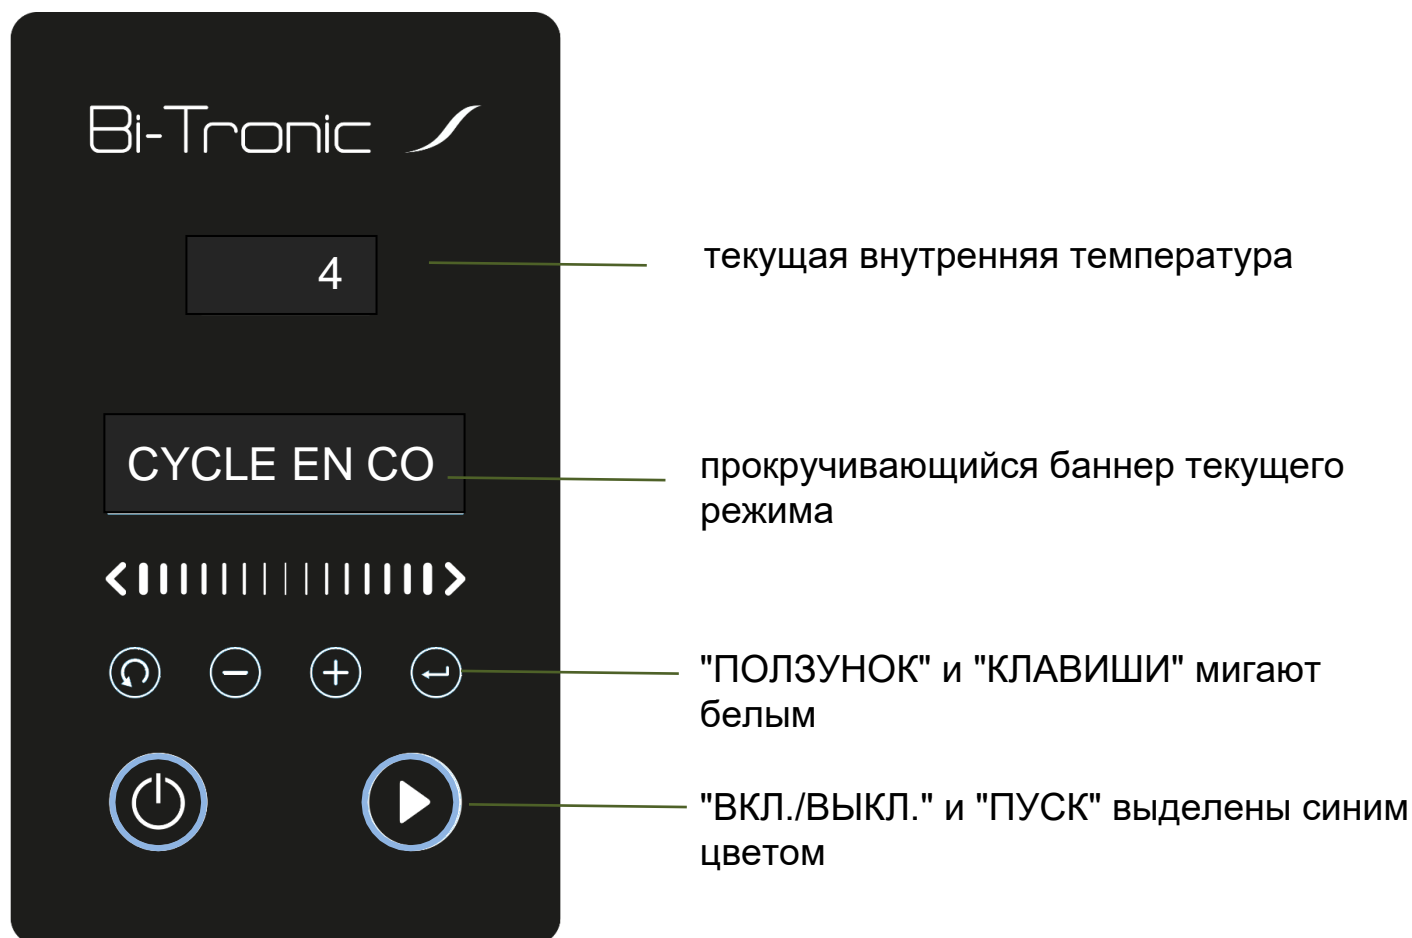 Bi-Tronic
4
текущая внутренняя температура
CYCLE EN CO
прокручивающийся баннер текущего
режима
"ПОЛЗУНОК" и "КЛАВИШИ" мигают
белым
"ВКЛ./ВЫКЛ." и "ПУСК" выделены синим
цветом